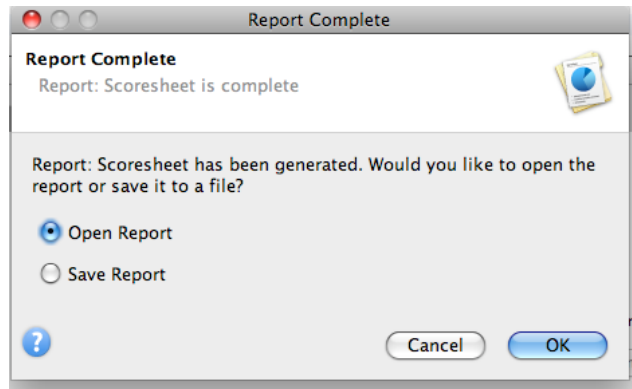 Report Complete
Report Complete
Report: Scoresheet is complete
Report: Scoresheet has been generated. Would you like to open the
report or save it to a file?
Open Report
Save Report
?
Cancel
OK